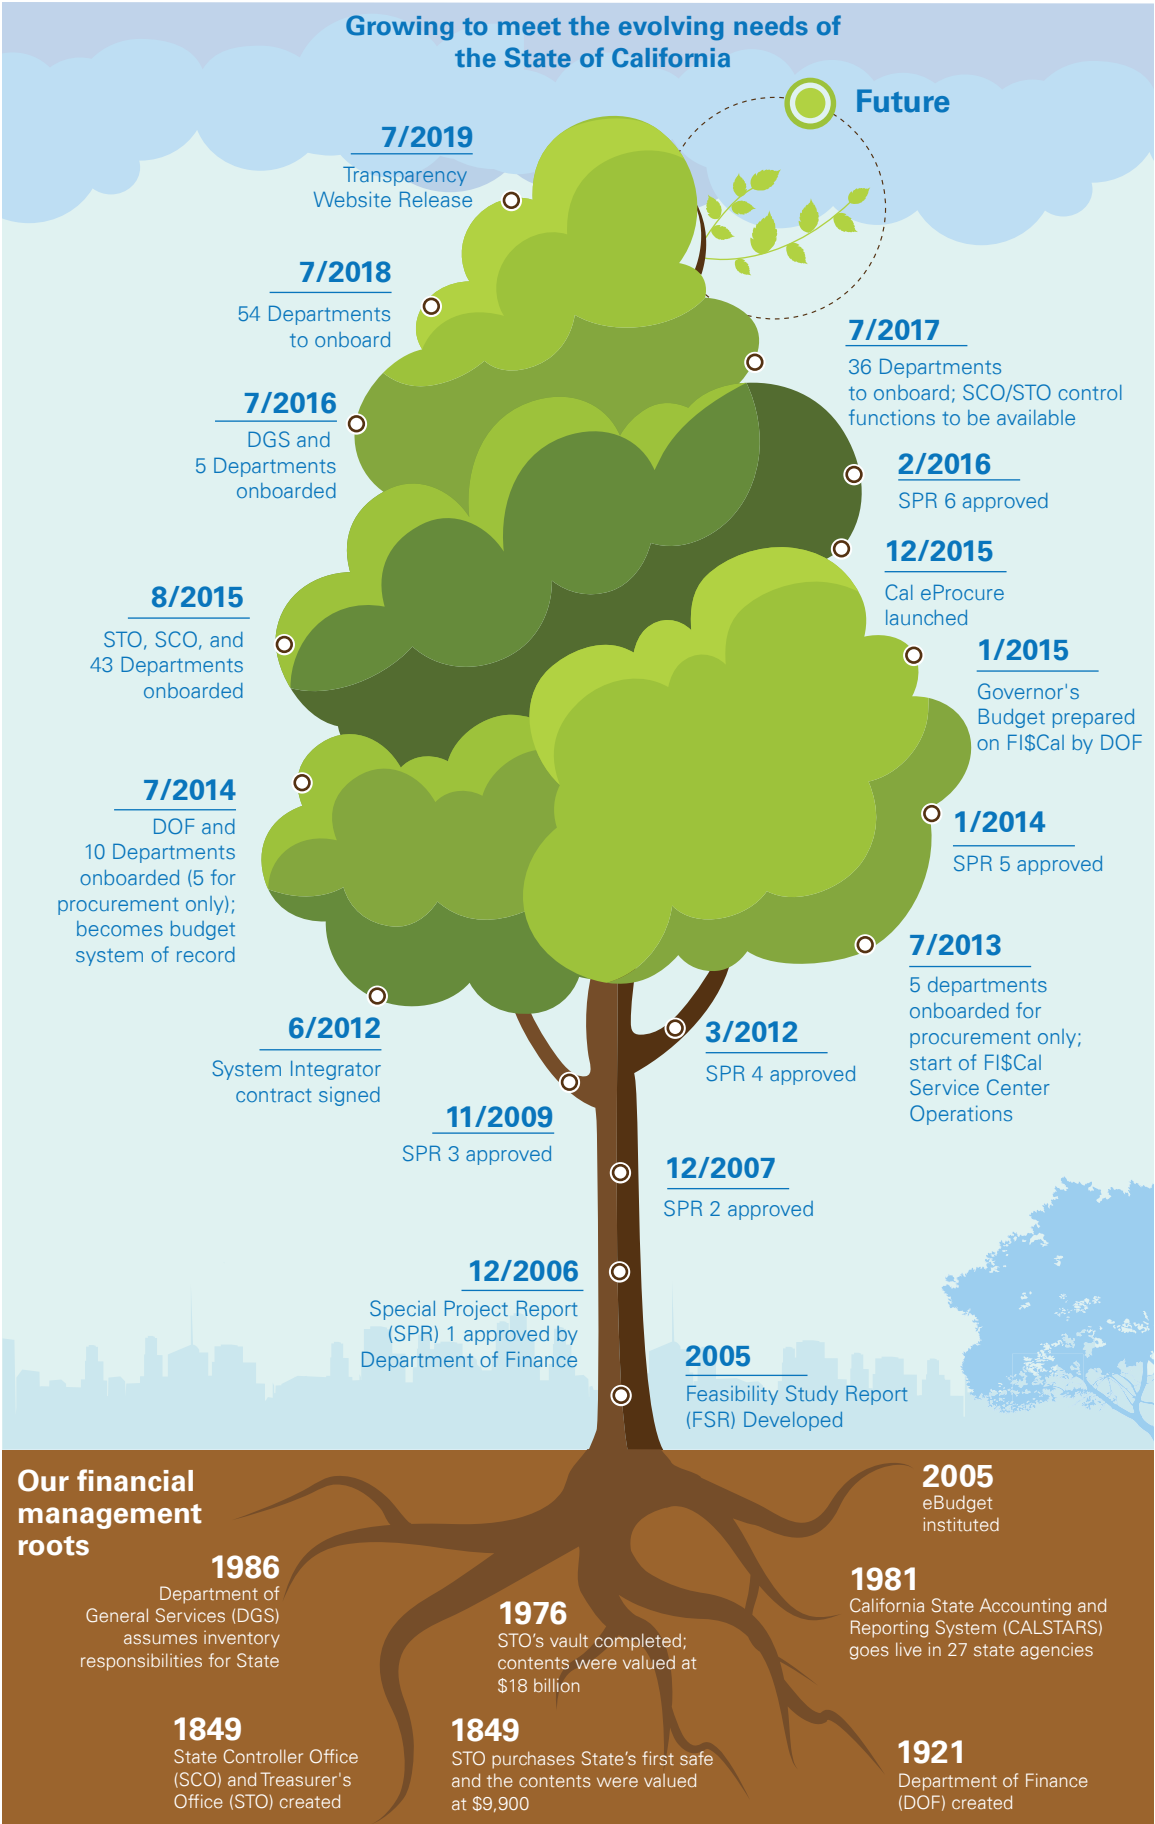 Growing to meet the evolving needs of
the State of California
Future
7/2019
Transparency
Website Release
7/2018
54 Departments
to onboard
7/2017
36 Departments
to onboard; SCO/STO control
functions to be available
7/2016
DGS and
5 Departments
onboarded
2/2016
SPR 6 approved
12/2015
Cal eProcure
launched
8/2015
STO, SCO, and
43 Departments
onboarded
1/2015
Governor's
Budget prepared
on FI$Cal by DOF
7/2014
DOF and
10 Departments
onboarded (5 for
procurement only);
becomes budget
system of record
1/2014
SPR 5 approved
7/2013
5 departments
onboarded for
procurement only;
start of FI$Cal
Service Center
Operations
6/2012
System Integrator
contract signed
3/2012
SPR 4 approved
11/2009
SPR 3 approved
12/2007
SPR 2 approved
12/2006
Special Project Report
(SPR) 1 approved by
Department of Finance
2005
Feasibility Study Report
(FSR) Developed
Our financial
management
roots
2005
eBudget
instituted
1986
Department of
General Services (DGS)
assumes inventory
responsibilities for State
1981
California State Accounting and
Reporting System (CALSTARS)
goes live in 27 state agencies
1976
STO's vault completed;
contents were valued at
$18 billion
1849
State Controller Office
(SCO) and Treasurer's
Office (STO) created
1849
STO purchases State's first safe
and the contents were valued
at $9,900
1921
Department of Finance
(DOF) created